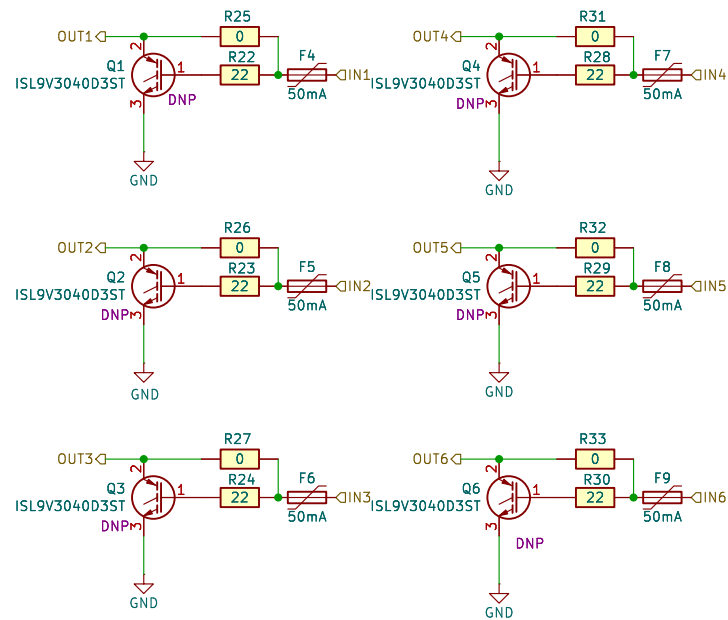 R25
OUT1 0
2 F4
Q1 1 R22
22 IN1
ISL9V3040D3ST 50mA
3 DNP
GND
R31
OUT4 0
2 F7
Q4 1 R28
22 IN4
ISL9V3040D3ST 50mA
DNP 3
GND
R26
OUT2 0
2 F5
Q2 1 R23
22 IN2
ISL9V3040D3ST 50mA
DNP 3
GND
R32
OUT5 0
2 F8
Q5 1 R29
22 IN5
ISL9V3040D3ST 50mA
DNP 3
GND
R27
OUT3 0
2 F6
Q3 1 R24
22 IN3
ISL9V3040D3ST 50mA
DNP 3
GND
R33
OUT6 0
2 F9
Q6 1 R30
22 IN6
ISL9V3040D3ST 50mA
3
DNP
GND